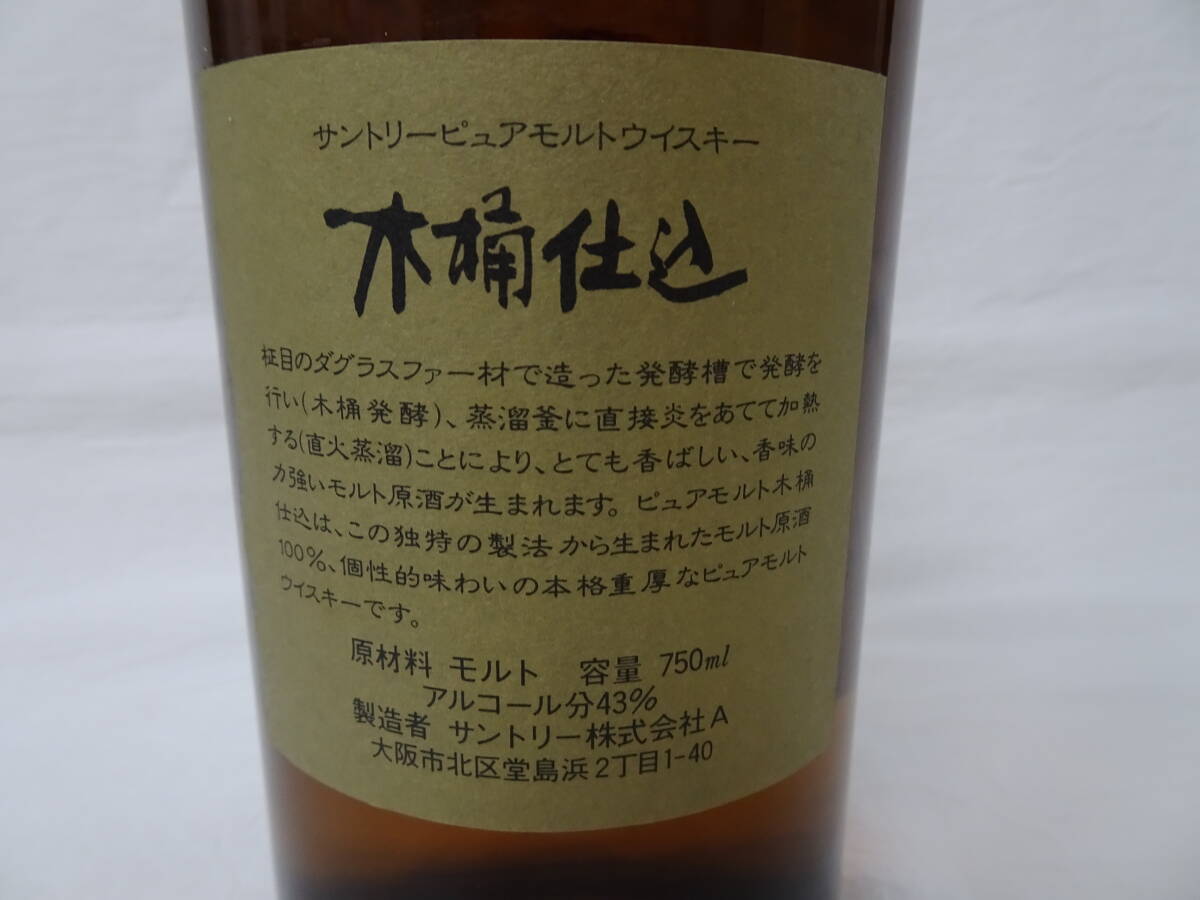 サントリーピュアモルトウイスキー
木桶仕込
柾目のダグラスファー材で造った発酵槽で発酵を
行い(木桶発酵)、蒸溜釜に直接炎をあてて加熱
する(直火蒸溜)ことにより、とても香ばしい、香味の
力強いモルト原酒が生まれます。ピュアモルト木桶
仕込は、この独特の製法から生まれたモルト原酒
100%、個性的味わいの本格重厚なピュアモルト
ウイスキーです。
原材料 モルト 容量 750ml
アルコール分43%
製造者 サントリー株式会社A
大阪市北区堂島浜2丁目1-40